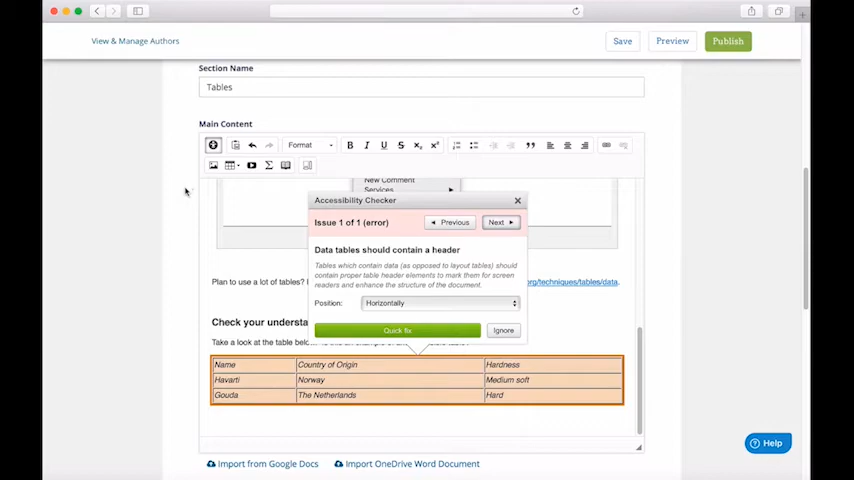 View & Manage Authors
Save
Preview
Publish
Section Name
Tables
Main Content
Format
B I U S x₂ x²
New Comment
Services
Accessibility Checker
Issue 1 of 1 (error)
Previous
Next
Data tables should contain a header
Tables which contain data (as opposed to layout tables) should
contain proper table header elements to mark them for screen
readers and enhance the structure of the document.
Position: Horizontally
Quick fix
Ignore
Plan to use a lot of tables?
org/techniques/tables/data.
Check your understa
Take a look at the table below
Name Country of Origin Hardness
Havarti Norway Medium soft
Gouda The Netherlands Hard
Import from Google Docs
Import OneDrive Word Document
Help